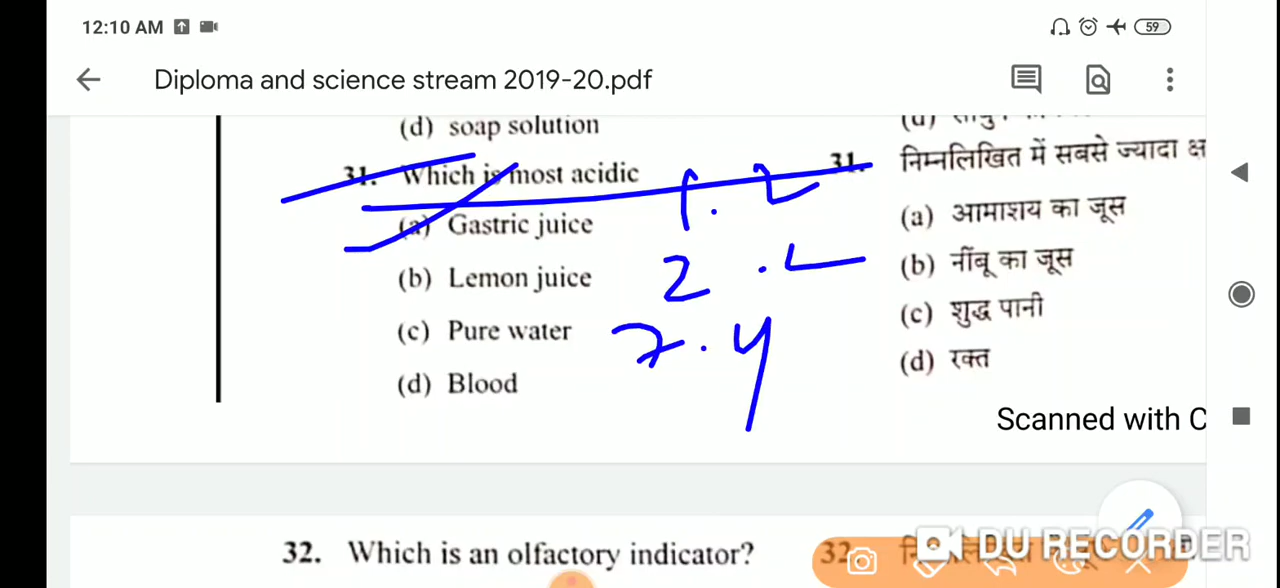 12:10 AM
59
Diploma and science stream 2019-20.pdf
(d) soap solution
31. Which is most acidic
(a) Gastric juice
(b) Lemon juice
(c) Pure water
(d) Blood
1.2
2.2
7.4
31. निम्नलिखित में सबसे ज्यादा
(a) आमाशय का जूस
(b) नींबू का जूस
(c) शुद्ध पानी
(d) रक्त
Scanned with C
32. Which is an olfactory indicator?
32.
DU RECORDER